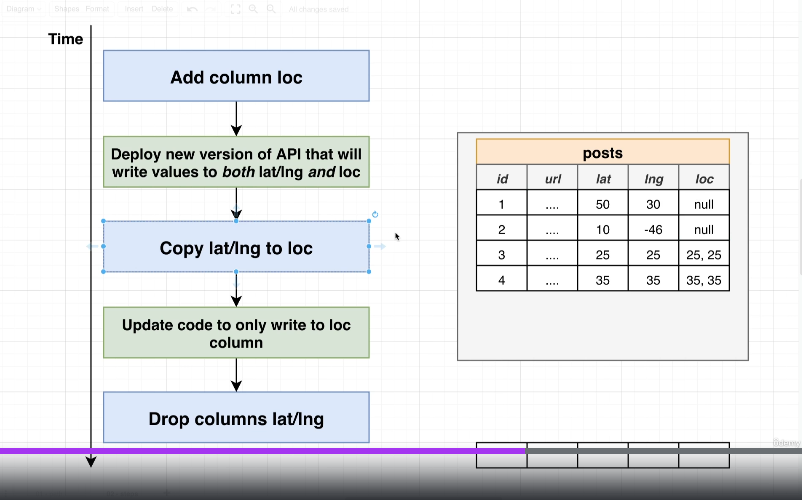 Diagram Shapes Format Insert Delete All changes saved
Time
Add column loc
Deploy new version of API that will
write values to both lat/lng and loc
Copy lat/lng to loc
Update code to only write to loc
column
Drop columns lat/lng
posts
id url lat lng loc
1 .... 50 30 null
2 .... 10 -46 null
3 .... 25 25 25, 25
4 .... 35 35 35, 35
Udemy